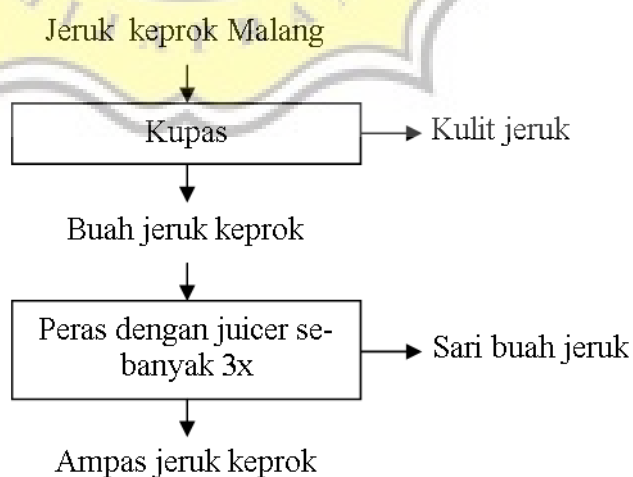 Jeruk keprok Malang
Kupas
Kulit jeruk
Buah jeruk keprok
Peras dengan juicer se-
banyak 3x
Sari buah jeruk
Ampas jeruk keprok